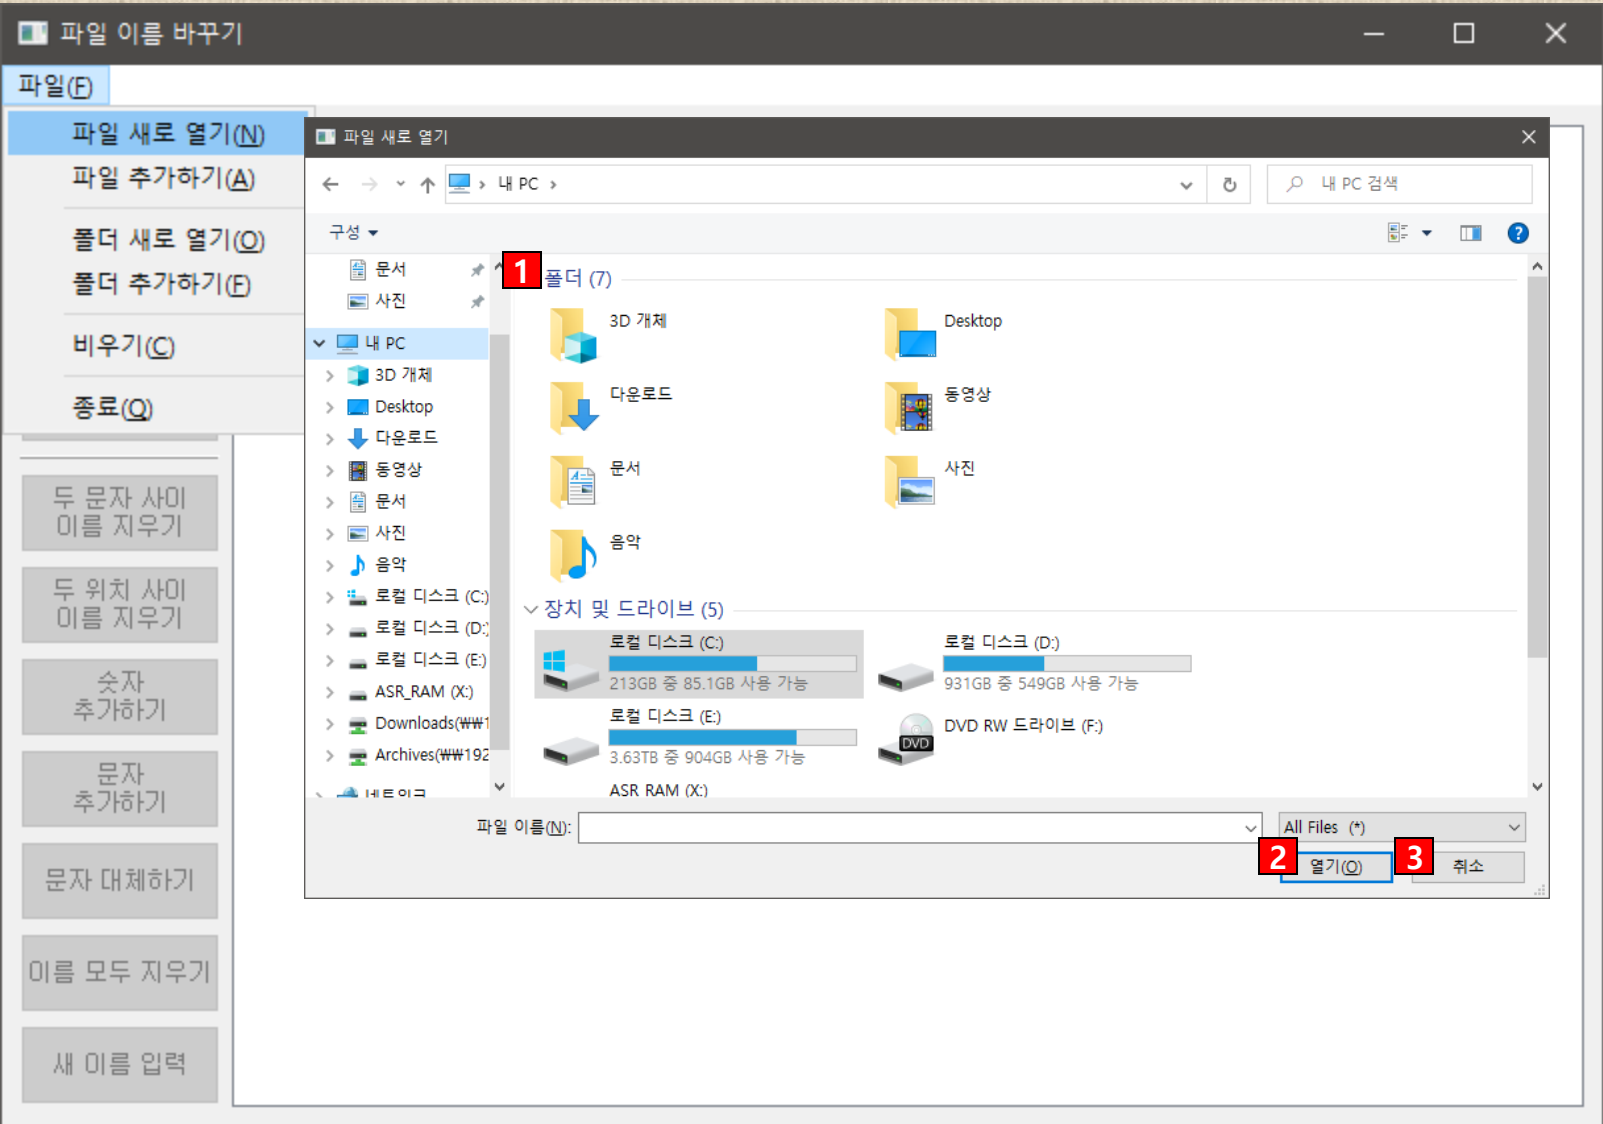 파일 이름 바꾸기
파일(F)
파일 새로 열기(N)
파일 추가하기(A)
폴더 새로 열기(O)
폴더 추가하기(F)
비우기(C)
종료(Q)
두 문자 사이
이름 지우기
두 위치 사이
이름 지우기
숫자
추가하기
문자
추가하기
문자 대체하기
이름 모두 지우기
새 이름 입력
파일 새로 열기
내 PC
내 PC 검색
구성
문서
사진
내 PC
3D 개체
Desktop
다운로드
동영상
문서
사진
음악
로컬 디스크 (C:)
로컬 디스크 (D:)
로컬 디스크 (E:)
ASR_RAM (X:)
Downloads(₩₩1
Archives(₩₩192
네트워크
1
폴더 (7)
3D 개체
Desktop
다운로드
동영상
문서
사진
음악
장치 및 드라이브 (5)
로컬 디스크 (C:)
213GB 중 85.1GB 사용 가능
로컬 디스크 (D:)
931GB 중 549GB 사용 가능
로컬 디스크 (E:)
3.63TB 중 904GB 사용 가능
DVD RW 드라이브 (F:)
DVD
ASR RAM (X:)
파일 이름(N):
All Files (*)
2
열기(O)
3
취소